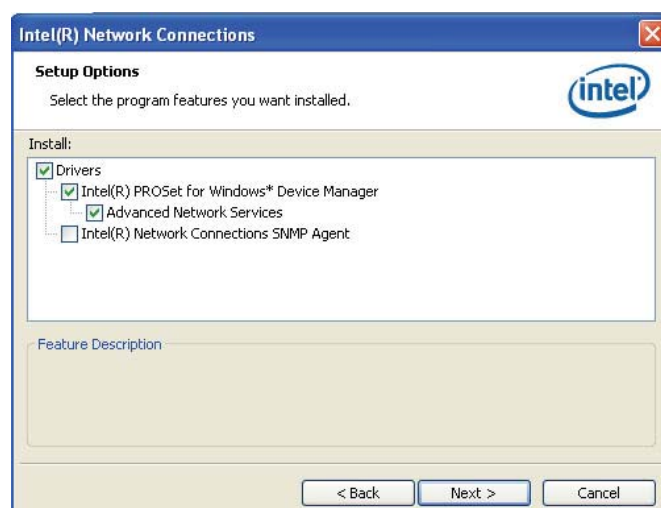 Intel(R) Network Connections
Setup Options
Select the program features you want installed.
intel
Install:
Drivers
Intel(R) PROSet for Windows* Device Manager
Advanced Network Services
Intel(R) Network Connections SNMP Agent
Feature Description
< Back
Next >
Cancel